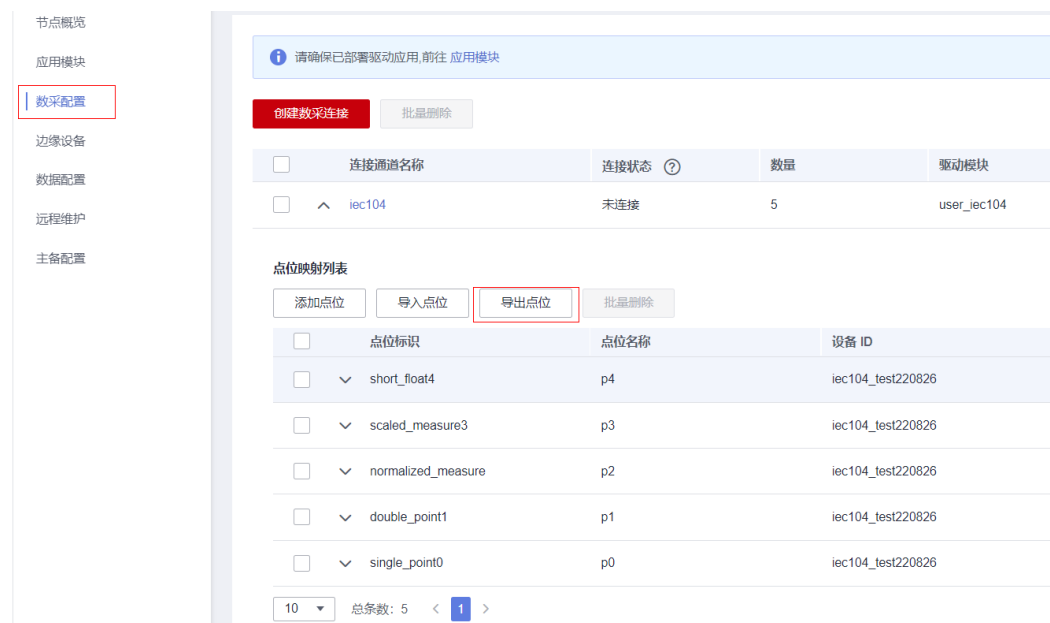 节点概览
应用模块
数采配置
边缘设备
数据配置
远程维护
主备配置
请确保已部署驱动应用,前往 应用模块
创建数采连接 批量删除
连接通道名称 连接状态 ? 数量 驱动模块
iec104 未连接 5 user_iec104
点位映射列表
添加点位 导入点位 导出点位 批量删除
点位标识 点位名称 设备 ID
short_float4 p4 iec104_test220826
scaled_measure3 p3 iec104_test220826
normalized_measure p2 iec104_test220826
double_point1 p1 iec104_test220826
single_point0 p0 iec104_test220826
10 总条数: 5 < 1 >